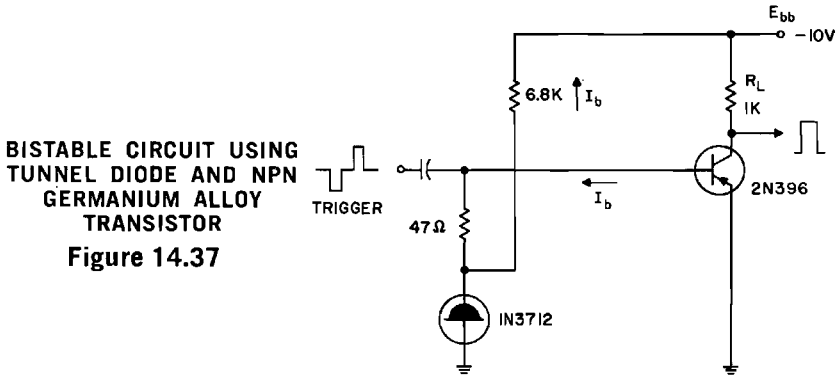 E_bb
-10V
6.8K
I_b
R_L
1K
BISTABLE CIRCUIT USING
TUNNEL DIODE AND NPN
GERMANIUM ALLOY
TRANSISTOR
Figure 14.37
TRIGGER
I_b
2N396
47Ω
1N3712